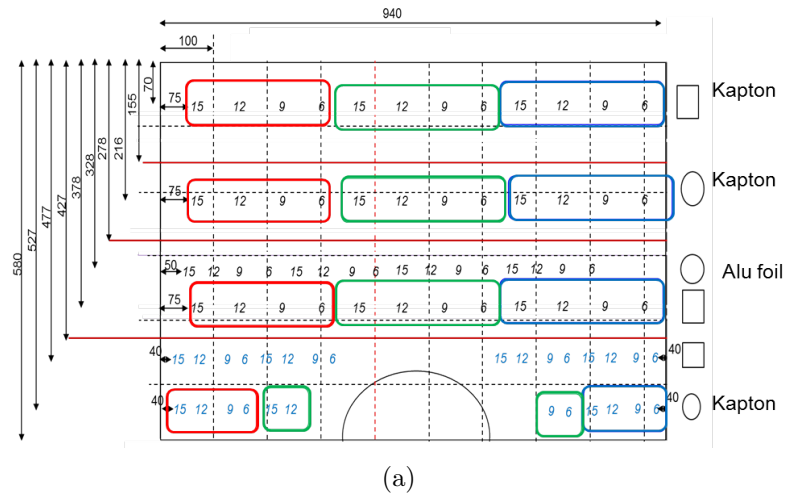 940
100
70
155
216
278
328
378
427
477
527
580
75 15 12 9 6 15 12 9 6 15 12 9 6 Kapton
75 15 12 9 6 15 12 9 6 15 12 9 6 Kapton
50 15 12 9 6 15 12 9 6 15 12 9 6 15 12 9 6 Alu foil
75 15 12 9 6 15 12 9 6 15 12 9 6
40 15 12 9 6 15 12 9 6 15 12 9 6 15 12 9 6 40
40 15 12 9 6 15 12 9 6 15 12 9 6 40 Kapton
(a)